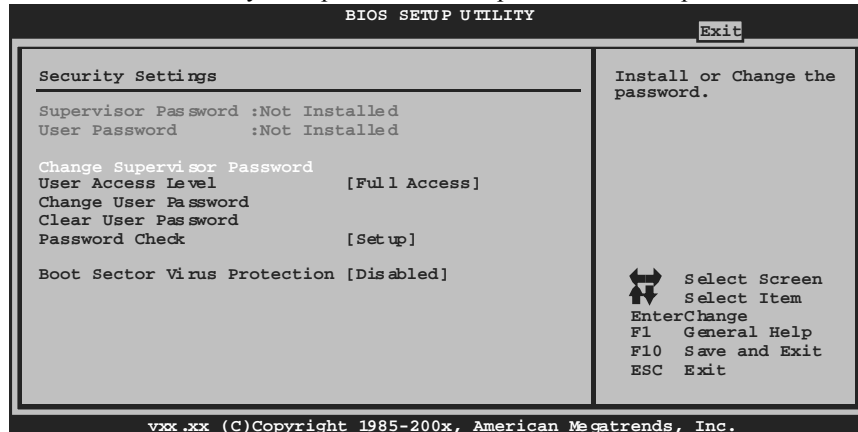 BIOS SETUP UTILITY
Exit
Security Settings
Supervisor Password :Not Installed
User Password :Not Installed
Change Supervisor Password
User Access Level [Full Access]
Change User Password
Clear User Password
Password Check [Setup]
Boot Sector Virus Protection [Disabled]
Install or Change the
password.
Select Screen
Select Item
EnterChange
F1 General Help
F10 Save and Exit
ESC Exit
vxx.xx (C)Copyright 1985-200x, American Megatrends, Inc.